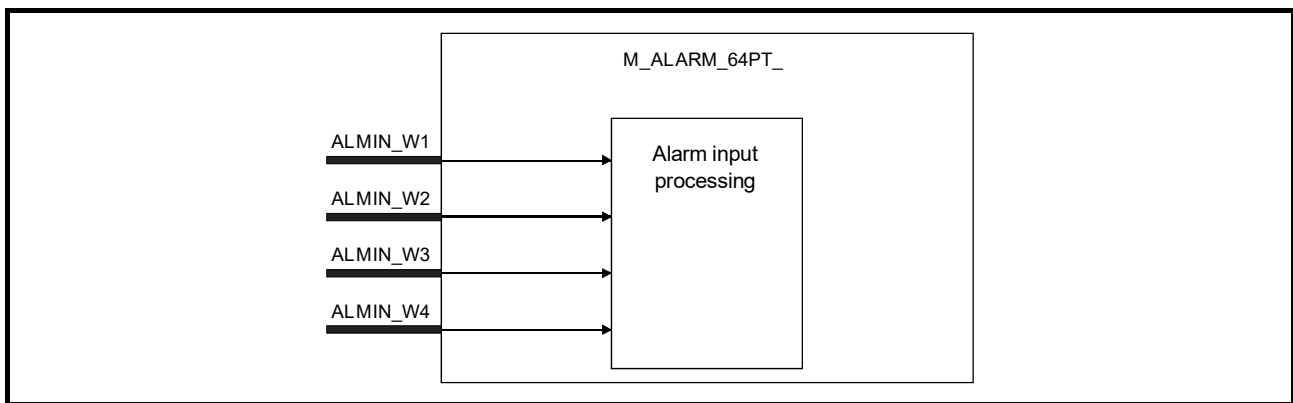 M_ALARM_64PT_
ALMIN_W1
Alarm input
processing
ALMIN_W2
ALMIN_W3
ALMIN_W4